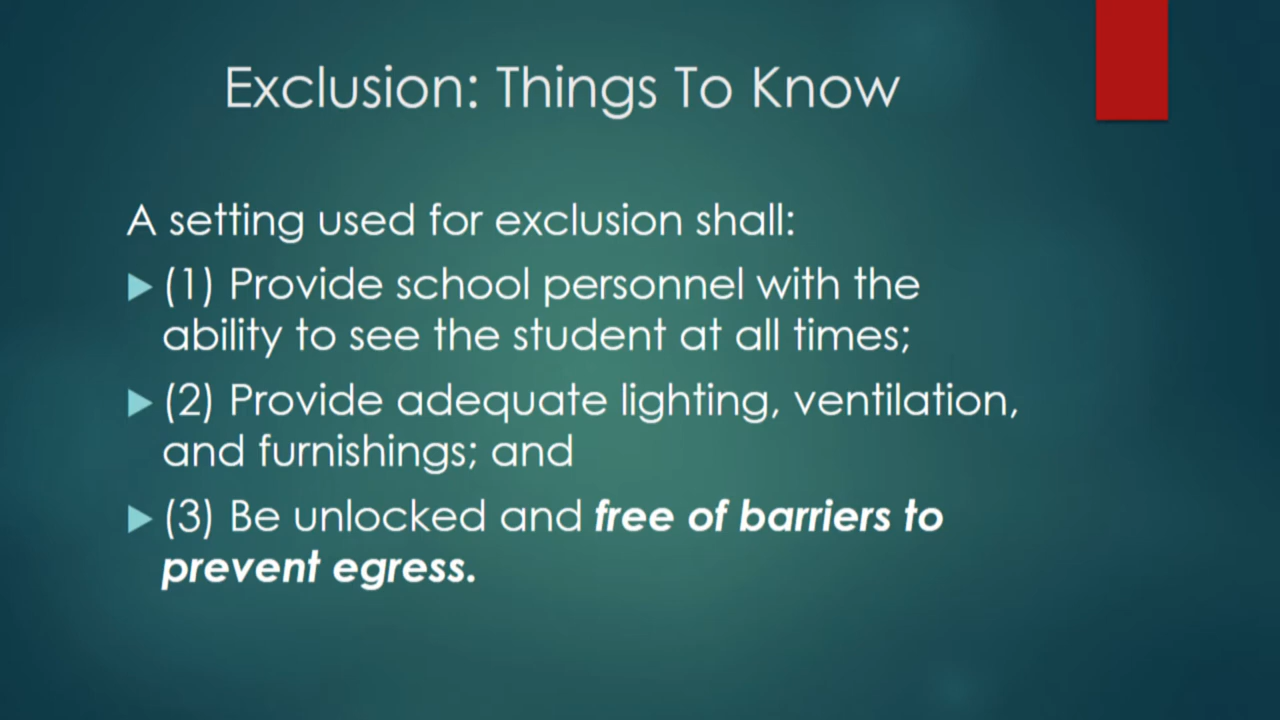 Exclusion: Things To Know
A setting used for exclusion shall:
(1) Provide school personnel with the
ability to see the student at all times;
(2) Provide adequate lighting, ventilation,
and furnishings; and
(3) Be unlocked and free of barriers to
prevent egress.